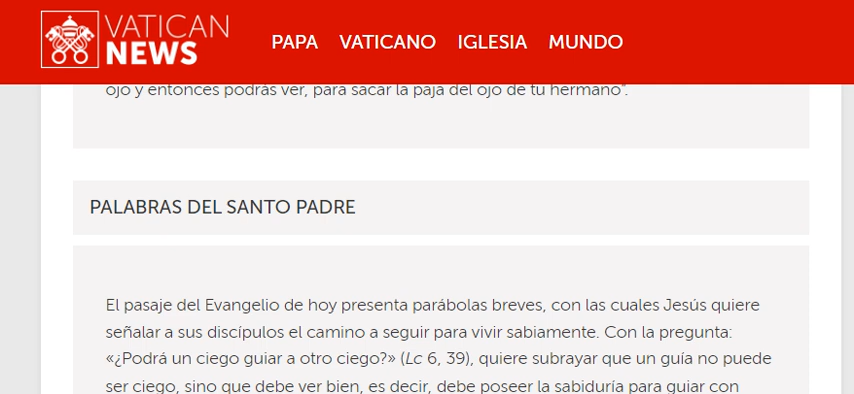 VATICAN
NEWS
PAPA VATICANO IGLESIA MUNDO
ojo y entonces podrás ver, para sacar la paja del ojo de tu hermano".
PALABRAS DEL SANTO PADRE
El pasaje del Evangelio de hoy presenta parábolas breves, con las cuales Jesús quiere
señalar a sus discípulos el camino a seguir para vivir sabiamente. Con la pregunta:
«¿Podrá un ciego guiar a otro ciego?» (Lc 6, 39), quiere subrayar que un guía no puede
ser ciego, sino que debe ver bien, es decir, debe poseer la sabiduría para guiar con